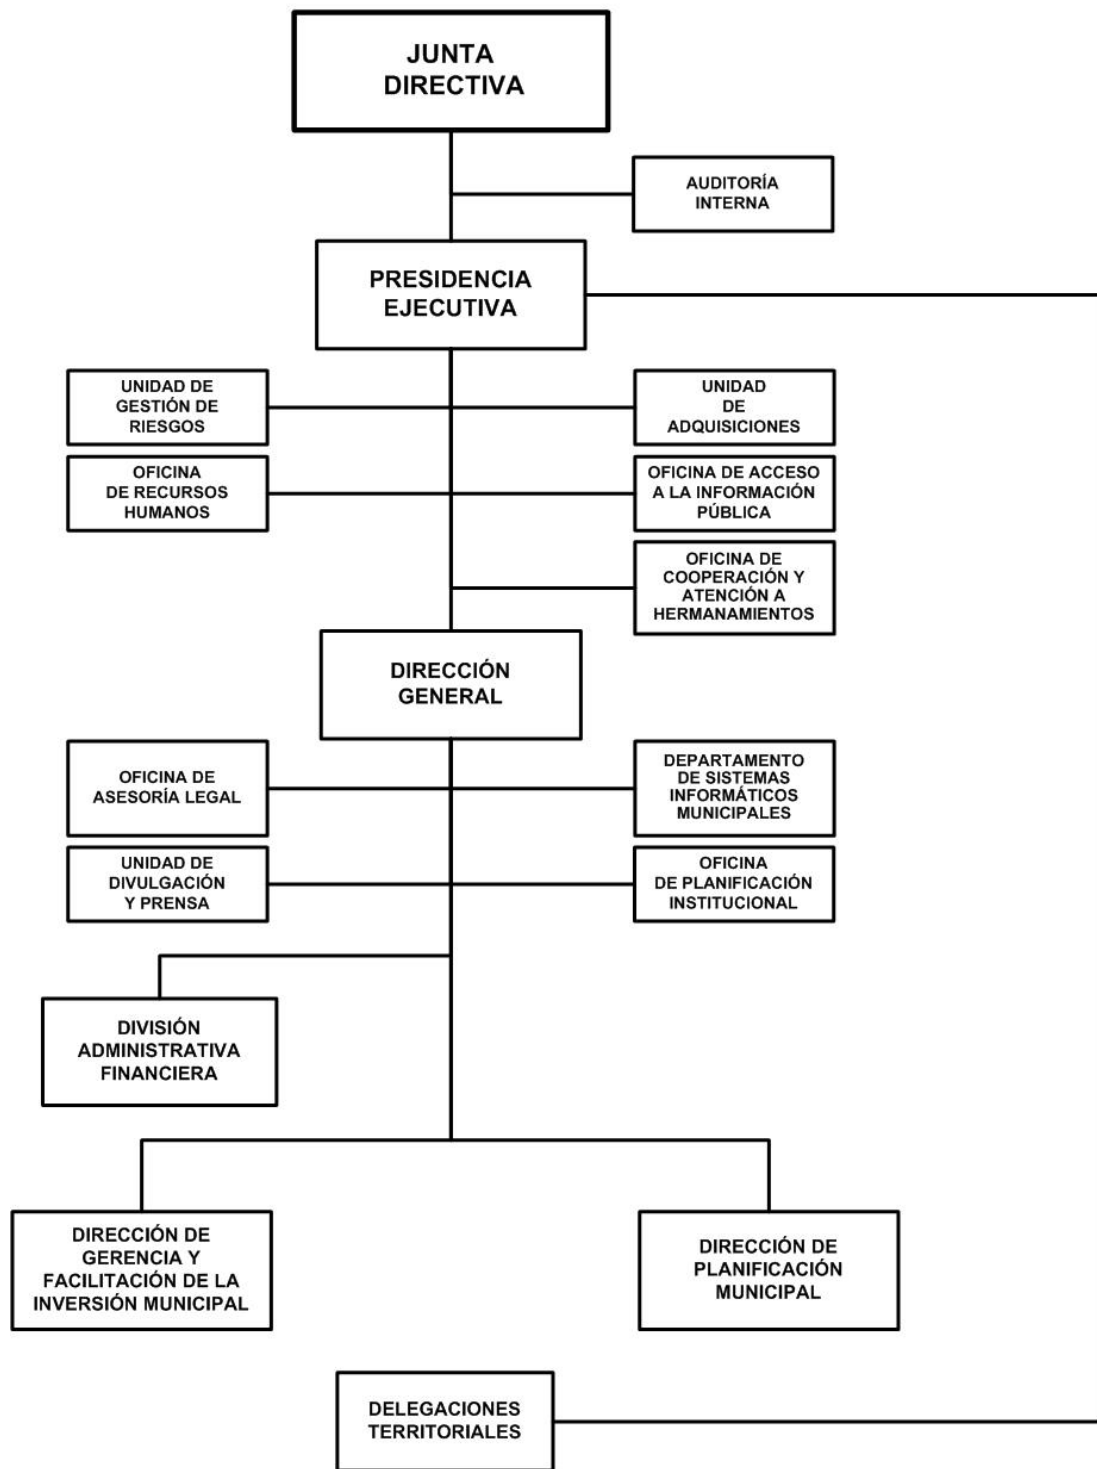 JUNTA
DIRECTIVA
AUDITORÍA
INTERNA
PRESIDENCIA
EJECUTIVA
UNIDAD DE
GESTIÓN DE
RIESGOS
UNIDAD
DE
ADQUISICIONES
OFICINA
DE RECURSOS
HUMANOS
OFICINA DE ACCESO
A LA INFORMACIÓN
PÚBLICA
OFICINA DE
COOPERACIÓN Y
ATENCIÓN A
HERMANAMIENTOS
DIRECCIÓN
GENERAL
OFICINA DE
ASESORÍA LEGAL
DEPARTAMENTO
DE SISTEMAS
INFORMÁTICOS
MUNICIPALES
UNIDAD DE
DIVULGACIÓN
Y PRENSA
OFICINA
DE PLANIFICACIÓN
INSTITUCIONAL
DIVISIÓN
ADMINISTRATIVA
FINANCIERA
DIRECCIÓN DE
GERENCIA Y
FACILITACIÓN DE LA
INVERSIÓN MUNICIPAL
DIRECCIÓN DE
PLANIFICACIÓN
MUNICIPAL
DELEGACIONES
TERRITORIALES